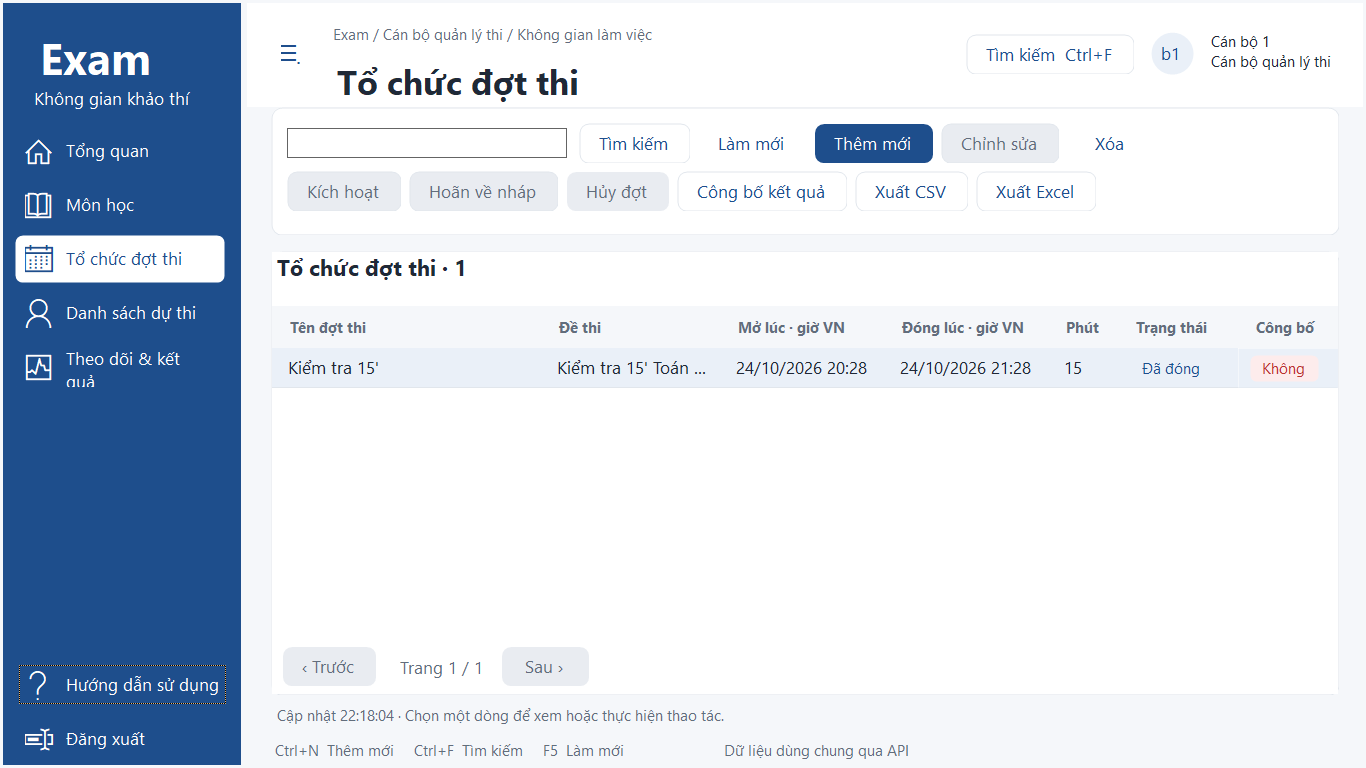 Exam
Không gian khảo thí
Tổng quan
Môn học
Tổ chức đợt thi
Danh sách dự thi
Theo dõi & kết
quả
Hướng dẫn sử dụng
Đăng xuất
Exam / Cán bộ quản lý thi / Không gian làm việc
Tổ chức đợt thi
Tìm kiếm Ctrl+F
b1
Cán bộ 1
Cán bộ quản lý thi
Tìm kiếm Làm mới Thêm mới Chỉnh sửa Xóa
Kích hoạt Hoãn về nháp Hủy đợt Công bố kết quả Xuất CSV Xuất Excel
Tổ chức đợt thi · 1
Tên đợt thi Đề thi Mở lúc · giờ VN Đóng lúc · giờ VN Phút Trạng thái Công bố
Kiểm tra 15' Kiểm tra 15' Toán ... 24/10/2026 20:28 24/10/2026 21:28 15 Đã đóng Không
‹ Trước Trang 1 / 1 Sau ›
Cập nhật 22:18:04 · Chọn một dòng để xem hoặc thực hiện thao tác.
Ctrl+N Thêm mới Ctrl+F Tìm kiếm F5 Làm mới Dữ liệu dùng chung qua API